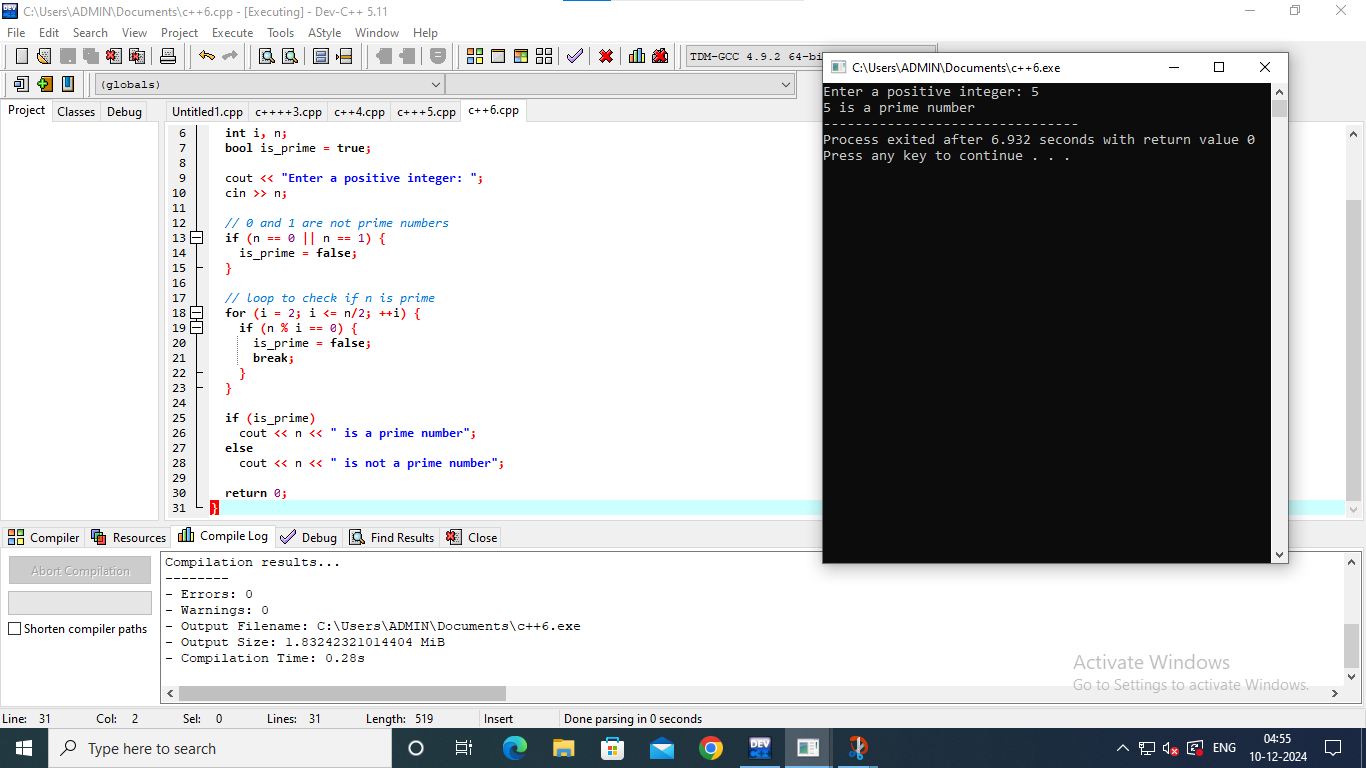 C:\Users\ADMIN\Documents\c++6.cpp - [Executing] - Dev-C++ 5.11
File Edit Search View Project Execute Tools AStyle Window Help
TDM-GCC 4.9.2 64-bi
(globals)
Project Classes Debug
Untitled1.cpp c++++3.cpp c++4.cpp c+++5.cpp c++6.cpp
6 int i, n;
7 bool is_prime = true;
8
9 cout << "Enter a positive integer: ";
10 cin >> n;
11
12 // 0 and 1 are not prime numbers
13 if (n == 0 || n == 1) {
14 is_prime = false;
15 }
16
17 // loop to check if n is prime
18 for (i = 2; i <= n/2; ++i) {
19 if (n % i == 0) {
20 is_prime = false;
21 break;
22 }
23 }
24
25 if (is_prime)
26 cout << n << " is a prime number";
27 else
28 cout << n << " is not a prime number";
29
30 return 0;
31 }
C:\Users\ADMIN\Documents\c++6.exe
Enter a positive integer: 5
5 is a prime number
--------------------------------
Process exited after 6.932 seconds with return value 0
Press any key to continue . . .
Compiler Resources Compile Log Debug Find Results Close
Abort Compilation
Shorten compiler paths
Compilation results...
--------
- Errors: 0
- Warnings: 0
- Output Filename: C:\Users\ADMIN\Documents\c++6.exe
- Output Size: 1.83242321014404 MiB
- Compilation Time: 0.28s
Activate Windows
Go to Settings to activate Windows.
Line: 31 Col: 2 Sel: 0 Lines: 31 Length: 519 Insert Done parsing in 0 seconds
Type here to search
DEV
ENG
04:55
10-12-2024